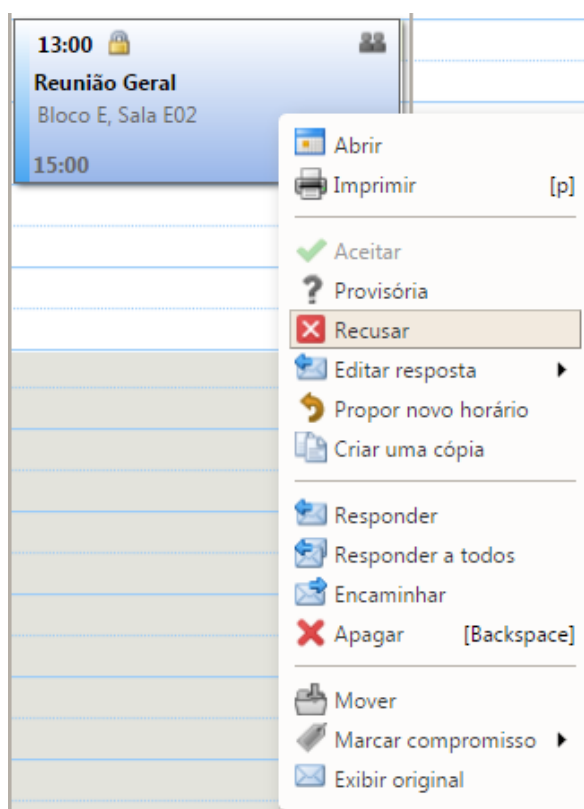 13:00
Reunião Geral
Bloco E, Sala E02
15:00
Abrir
Imprimir [p]
Aceitar
Provisória
Recusar
Editar resposta
Propor novo horário
Criar uma cópia
Responder
Responder a todos
Encaminhar
Apagar [Backspace]
Mover
Marcar compromisso
Exibir original